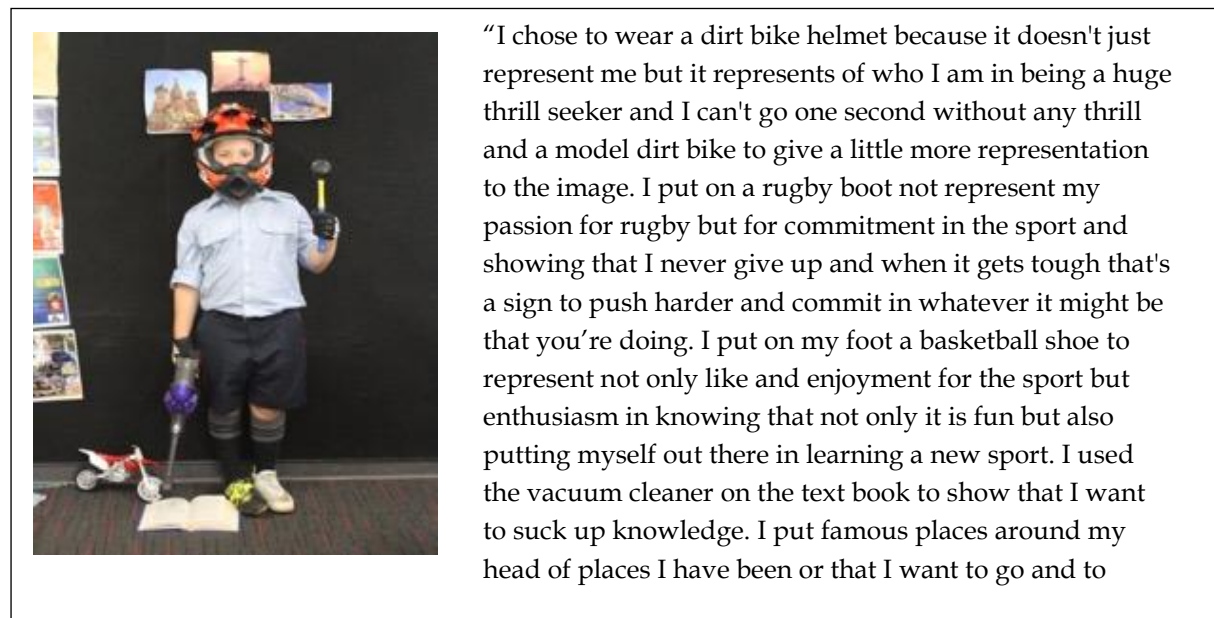 “I chose to wear a dirt bike helmet because it doesn't just
represent me but it represents of who I am in being a huge
thrill seeker and I can't go one second without any thrill
and a model dirt bike to give a little more representation
to the image. I put on a rugby boot not represent my
passion for rugby but for commitment in the sport and
showing that I never give up and when it gets tough that's
a sign to push harder and commit in whatever it might be
that you’re doing. I put on my foot a basketball shoe to
represent not only like and enjoyment for the sport but
enthusiasm in knowing that not only it is fun but also
putting myself out there in learning a new sport. I used
the vacuum cleaner on the text book to show that I want
to suck up knowledge. I put famous places around my
head of places I have been or that I want to go and to